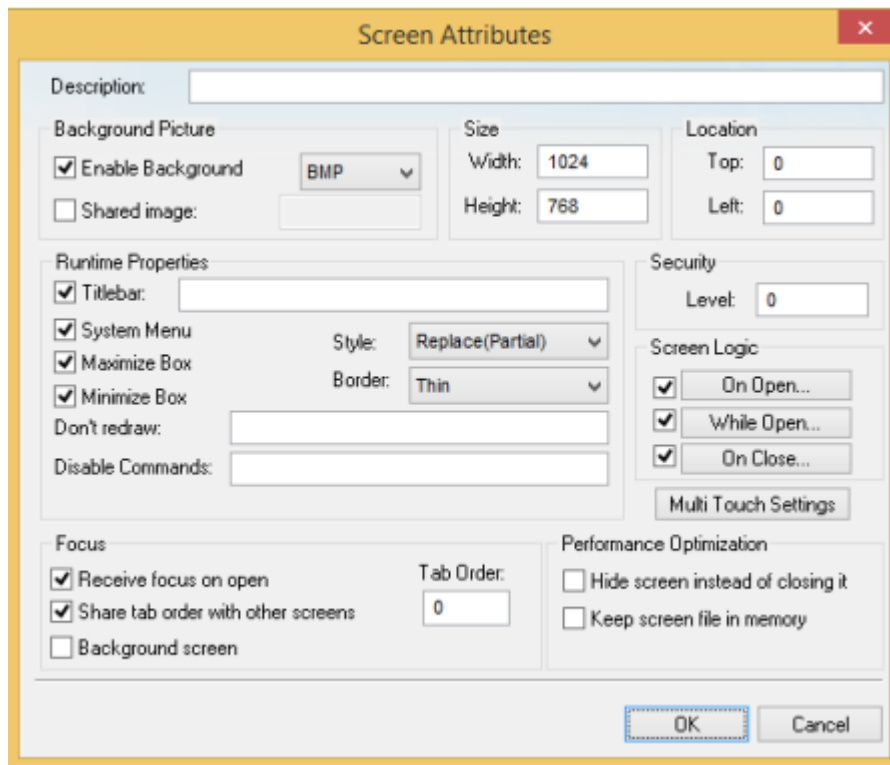 Screen Attributes
Description:
Background Picture
Enable Background BMP
Shared image:
Size
Width: 1024
Height: 768
Location
Top: 0
Left: 0
Runtime Properties
Titlebar:
System Menu
Maximize Box
Minimize Box
Style: Replace(Partial)
Border: Thin
Don't redraw:
Disable Commands:
Security
Level: 0
Screen Logic
On Open...
While Open...
On Close...
Multi Touch Settings
Focus
Receive focus on open
Share tab order with other screens
Background screen
Tab Order:
0
Performance Optimization
Hide screen instead of closing it
Keep screen file in memory
OK Cancel